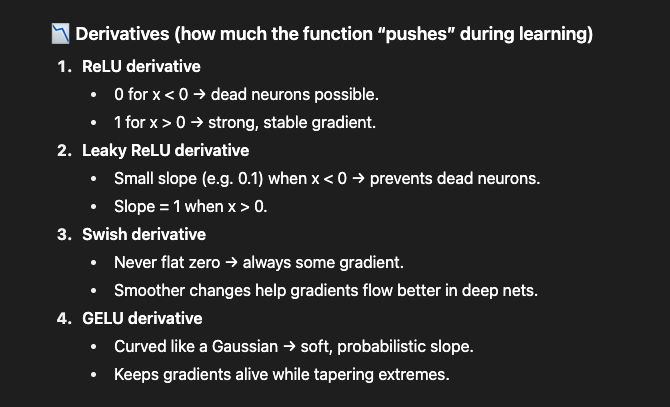 📉 Derivatives (how much the function “pushes” during learning)
1. ReLU derivative
• 0 for x < 0 → dead neurons possible.
• 1 for x > 0 → strong, stable gradient.
2. Leaky ReLU derivative
• Small slope (e.g. 0.1) when x < 0 → prevents dead neurons.
• Slope = 1 when x > 0.
3. Swish derivative
• Never flat zero → always some gradient.
• Smoother changes help gradients flow better in deep nets.
4. GELU derivative
• Curved like a Gaussian → soft, probabilistic slope.
• Keeps gradients alive while tapering extremes.